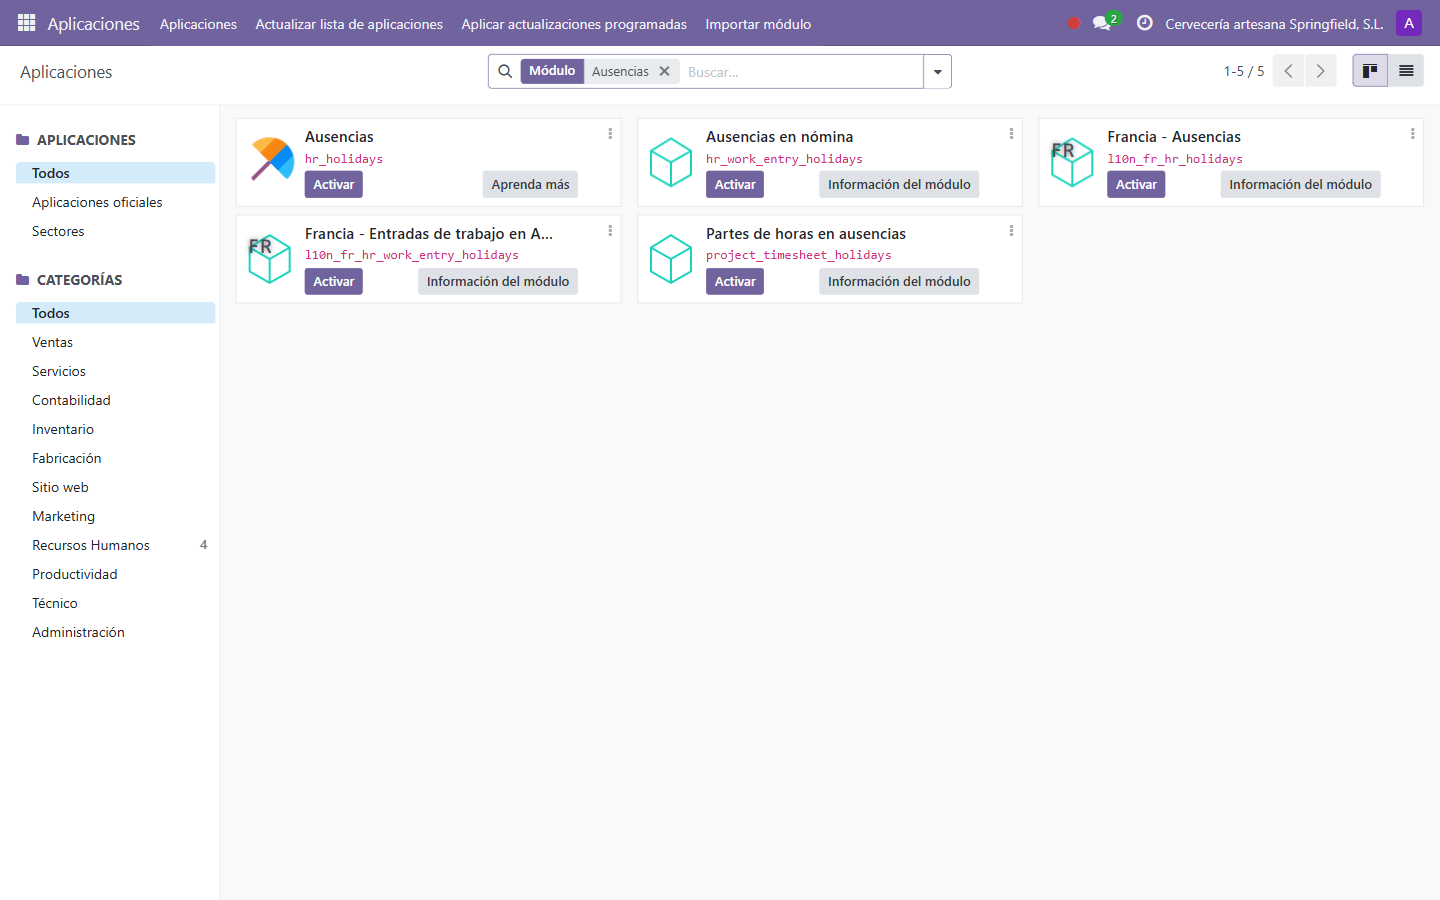 Aplicaciones Aplicaciones Actualizar lista de aplicaciones Aplicar actualizaciones programadas Importar módulo 2 Cervecería artesana Springfield, S.L. A
Aplicaciones Módulo Ausencias Buscar... 1-5 / 5
APLICACIONES
Todos
Aplicaciones oficiales
Sectores
CATEGORÍAS
Todos
Ventas
Servicios
Contabilidad
Inventario
Fabricación
Sitio web
Marketing
Recursos Humanos 4
Productividad
Técnico
Administración
Ausencias
hr_holidays
Activar Aprenda más
Ausencias en nómina
hr_work_entry_holidays
Activar Información del módulo
FR
Francia - Ausencias
l10n_fr_hr_holidays
Activar Información del módulo
FR
Francia - Entradas de trabajo en A...
l10n_fr_hr_work_entry_holidays
Activar Información del módulo
Partes de horas en ausencias
project_timesheet_holidays
Activar Información del módulo